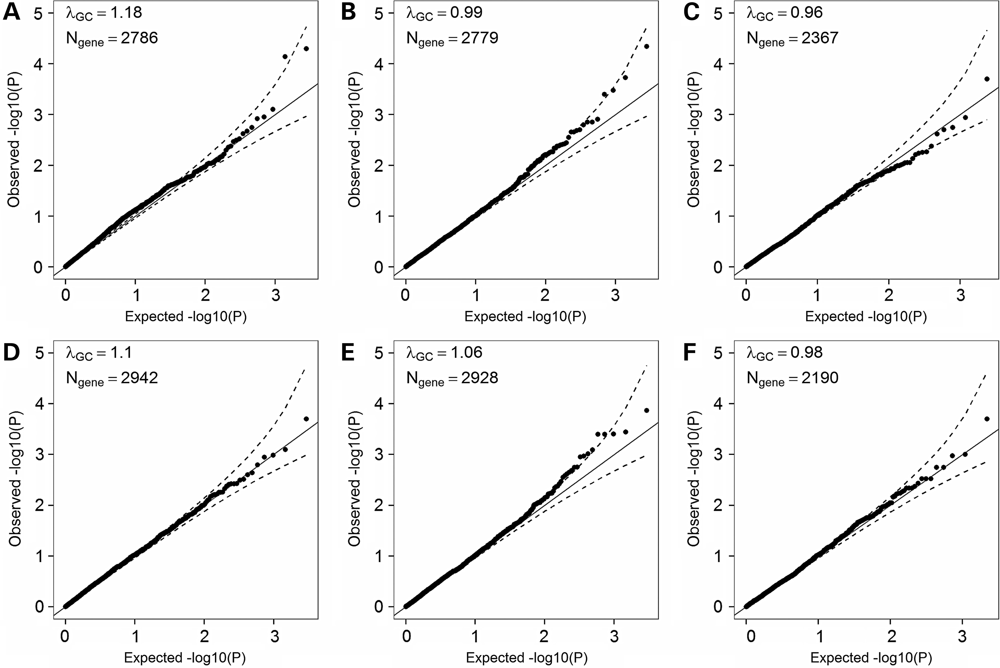 A
λGC = 1.18
Ngene = 2786
5
4
3
2
1
0
Observed -log10(P)
0 1 2 3
Expected -log10(P)
B
λGC = 0.99
Ngene = 2779
5
4
3
2
1
0
Observed -log10(P)
0 1 2 3
Expected -log10(P)
C
λGC = 0.96
Ngene = 2367
5
4
3
2
1
0
Observed -log10(P)
0 1 2 3
Expected -log10(P)
D
λGC = 1.1
Ngene = 2942
5
4
3
2
1
0
Observed -log10(P)
0 1 2 3
Expected -log10(P)
E
λGC = 1.06
Ngene = 2928
5
4
3
2
1
0
Observed -log10(P)
0 1 2 3
Expected -log10(P)
F
λGC = 0.98
Ngene = 2190
5
4
3
2
1
0
Observed -log10(P)
0 1 2 3
Expected -log10(P)